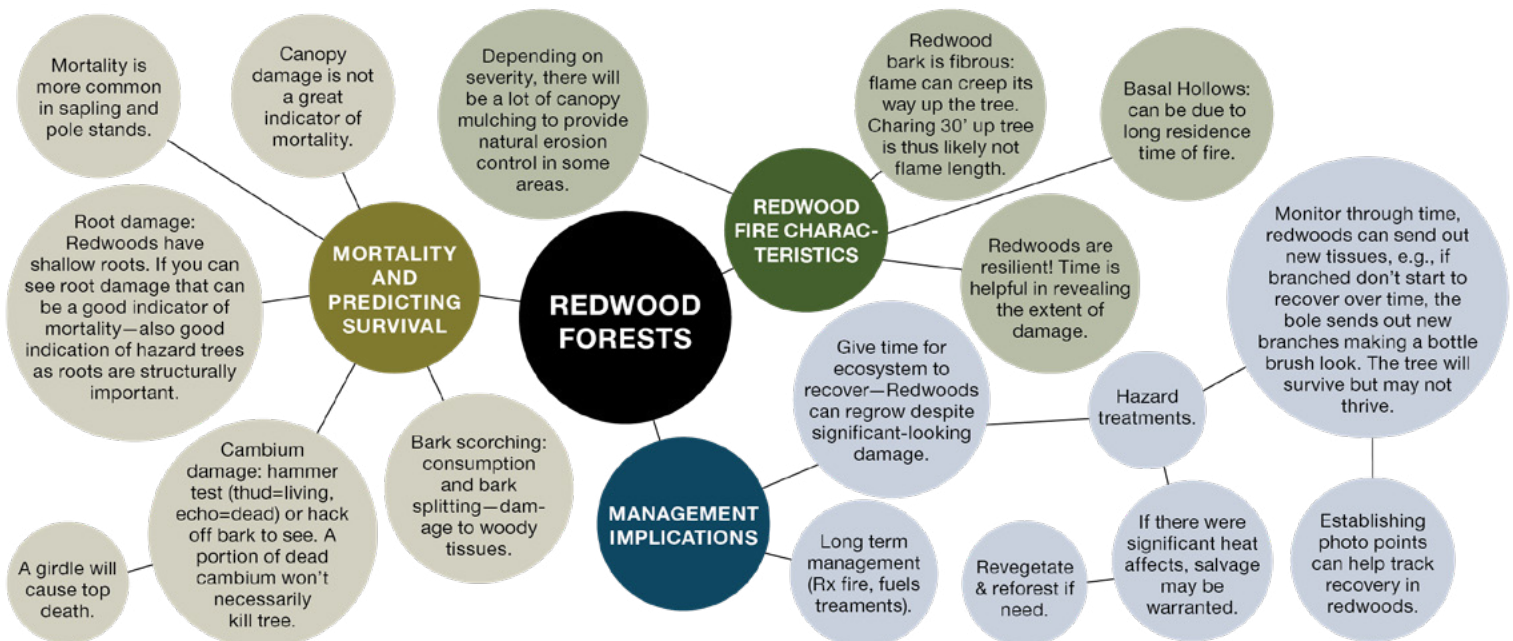 Mortality is
more common
in sapling and
pole stands.
Canopy
damage is not
a great
indicator of
mortality.
Root damage:
Redwoods have
shallow roots. If you can
see root damage that can
be a good indicator of
mortality—also good
indication of hazard trees
as roots are structurally
important.
MORTALITY
AND
PREDICTING
SURVIVAL
Cambium
damage: hammer
test (thud=living,
echo=dead) or hack
off bark to see. A
portion of dead
cambium won't
necessarily
kill tree.
A girdle will
cause top
death.
Bark scorching:
consumption
and bark
splitting—dam-
age to woody
tissues.
REDWOOD
FORESTS
Depending on
severity, there will
be a lot of canopy
mulching to provide
natural erosion
control in some
areas.
REDWOOD
FIRE CHARAC-
TERISTICS
Redwood
bark is fibrous:
flame can creep its
way up the tree.
Charing 30' up tree
is thus likely not
flame length.
Basal Hollows:
can be due to
long residence
time of fire.
Redwoods are
resilient! Time is
helpful in revealing
the extent of
damage.
MANAGEMENT
IMPLICATIONS
Give time for
ecosystem to
recover—Redwoods
can regrow despite
significant-looking
damage.
Long term
management
(Rx fire, fuels
treaments).
Hazard
treatments.
Monitor through time,
redwoods can send out
new tissues, e.g., if
branched don't start to
recover over time, the
bole sends out new
branches making a bottle
brush look. The tree will
survive but may not
thrive.
Establishing
photo points
can help track
recovery in
redwoods.
If there were
significant heat
affects, salvage
may be
warranted.
Revegetate
& reforest if
need.